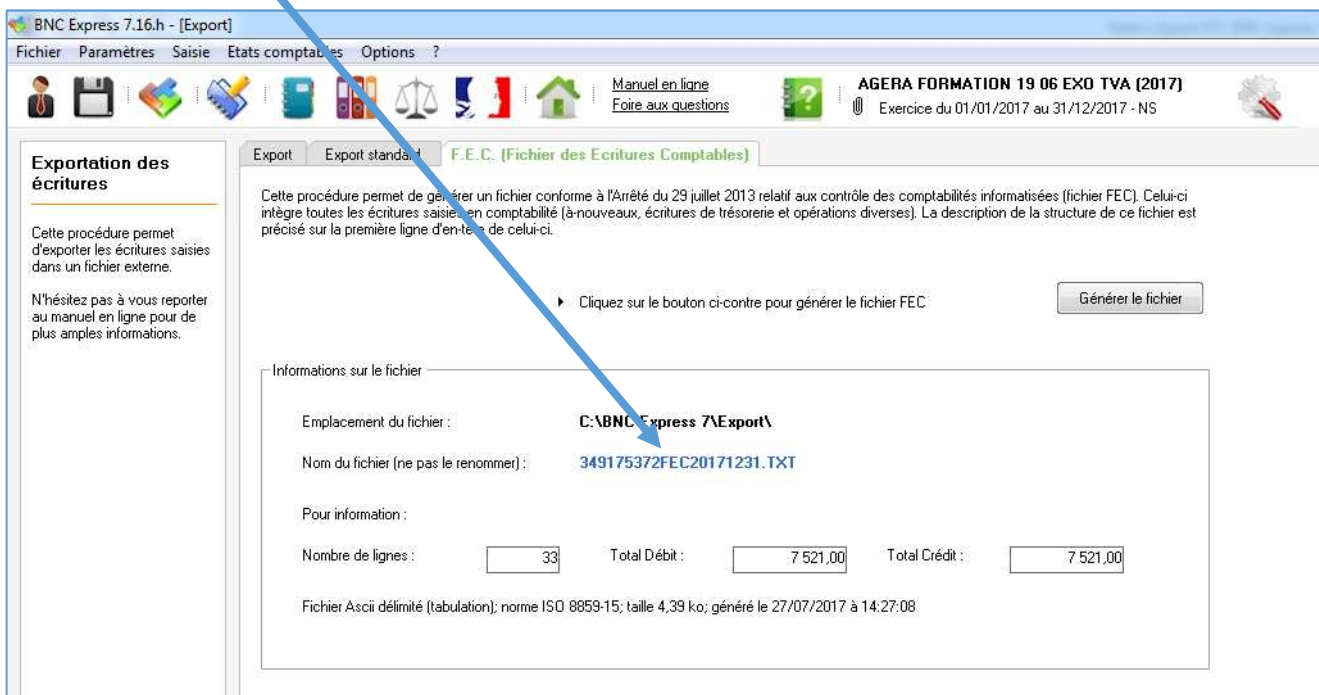 BNC Express 7.16.h - [Export]
Fichier Paramètres Saisie Etats comptables Options ?
Manuel en ligne
Foire aux questions
AGERA FORMATION 19 06 EXO TVA (2017)
Exercice du 01/01/2017 au 31/12/2017 - NS
Exportation des
écritures
Cette procédure permet
d'exporter les écritures saisies
dans un fichier externe.
N'hésitez pas à vous reporter
au manuel en ligne pour de
plus amples informations.
Export Export standard F.E.C. (Fichier des Ecritures Comptables)
Cette procédure permet de générer un fichier conforme à l'Arrêté du 29 juillet 2013 relatif aux contrôle des comptabilités informatisées (fichier FEC). Celui-ci
intègre toutes les écritures saisies en comptabilité (à-nouveaux, écritures de trésorerie et opérations diverses). La description de la structure de ce fichier est
précisé sur la première ligne d'en-tête de celui-ci.
Cliquez sur le bouton ci-contre pour générer le fichier FEC
Générer le fichier
Informations sur le fichier
Emplacement du fichier : C:\BNC Express 7\Export\
Nom du fichier (ne pas le renommer) : 349175372FEC20171231.TXT
Pour information :
Nombre de lignes : 33 Total Débit : 7 521,00 Total Crédit : 7 521,00
Fichier Ascii délimité (tabulation); norme ISO 8859-15; taille 4,39 ko; généré le 27/07/2017 à 14:27:08